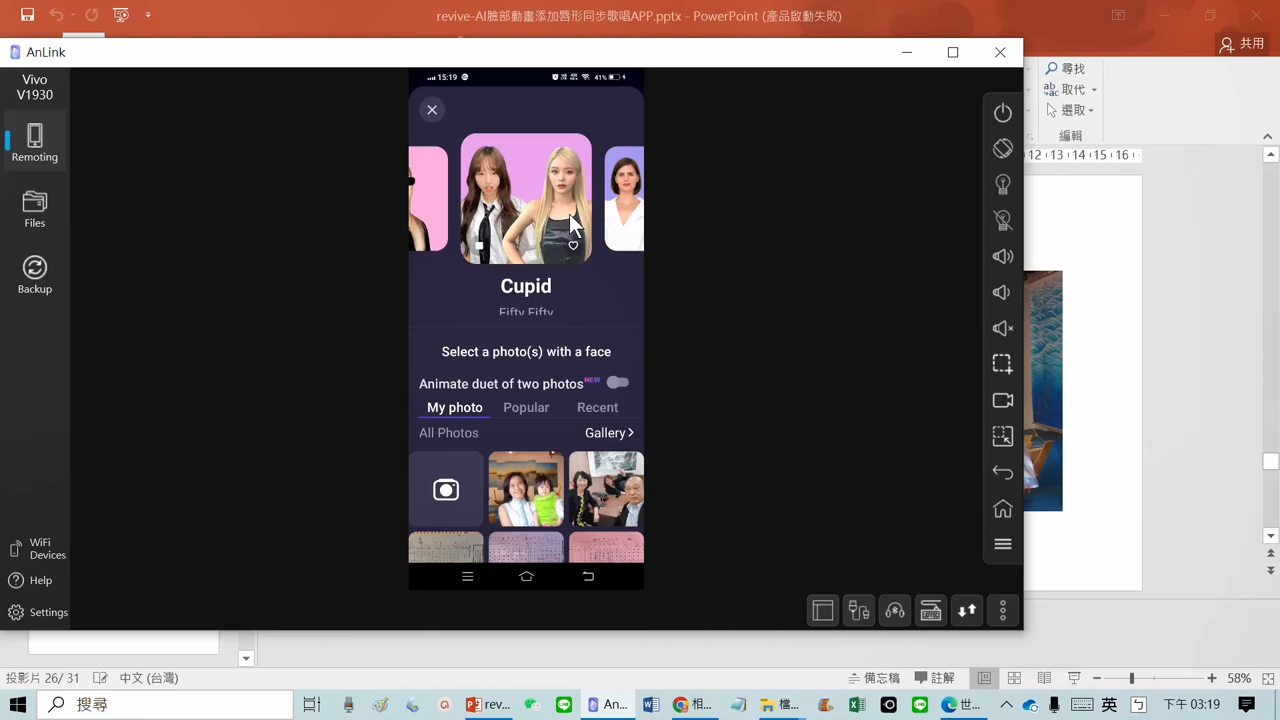 revive-AI臉部動畫添加唇形同步歌唱APP.pptx - PowerPoint (產品啟動失敗)
共用
AnLink
尋找
取代
選取
編輯
12 13 14 15 16
Vivo
V1930
Remoting
Files
Backup
WiFi
Devices
Help
Settings
15:19
41%
Cupid
Fifty Fifty
Select a photo(s) with a face
Animate duet of two photos NEW
My photo Popular Recent
All Photos Gallery
投影片 26/31 中文 (台灣) 備忘稿 註解 58%
搜尋 rev... An... 相... 檔... 世... 英 下午 03:19